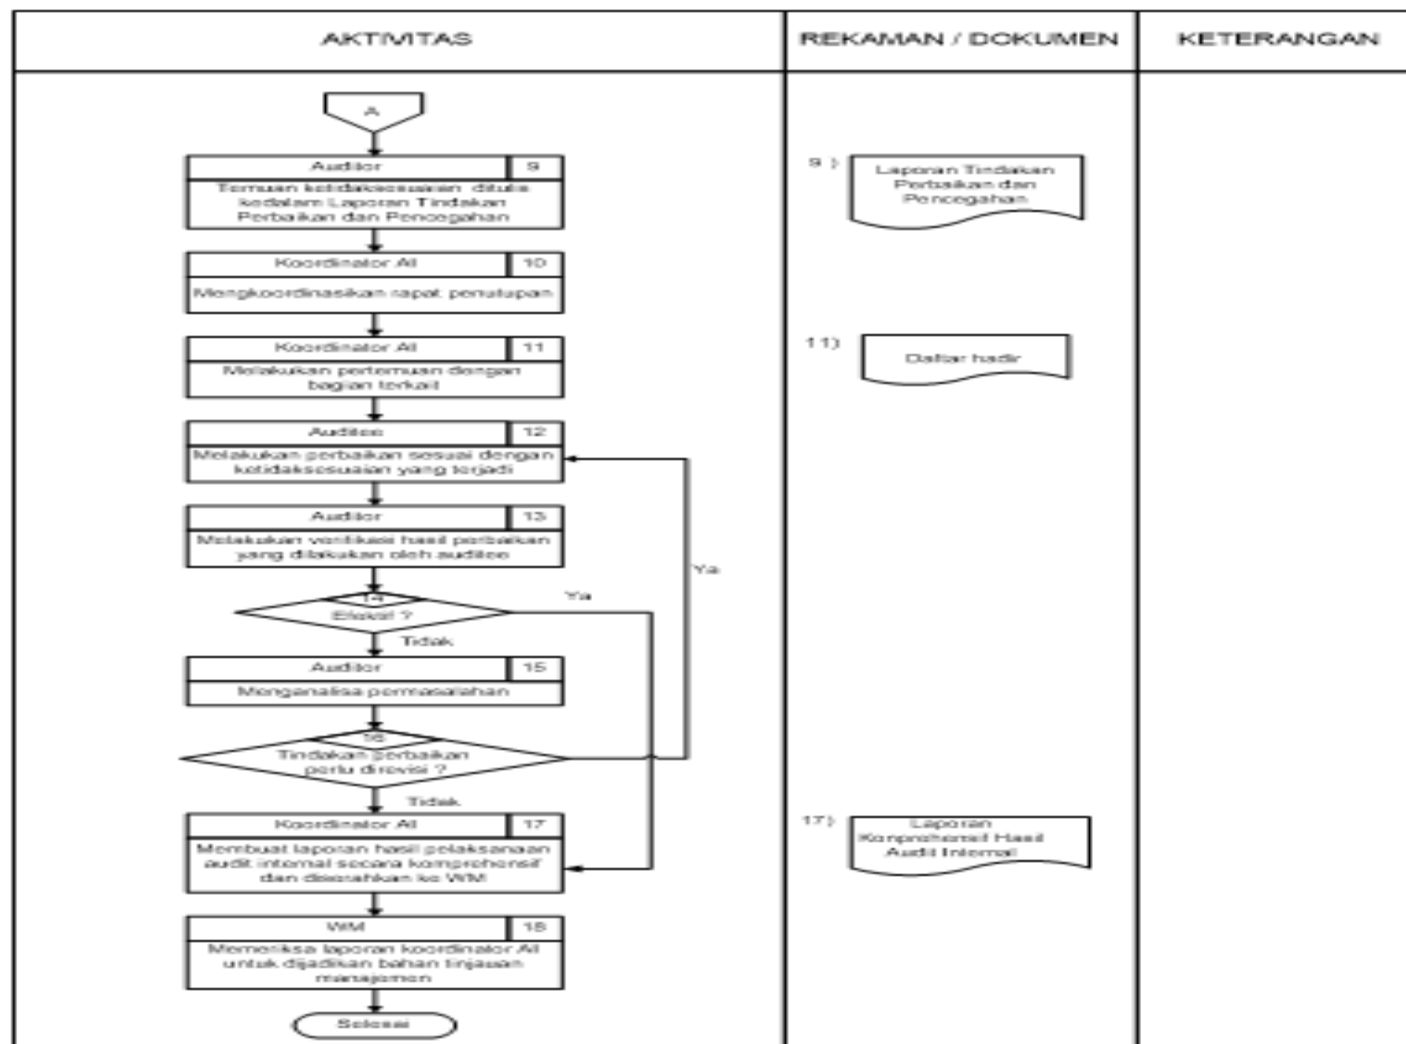 AKTIVITAS
REKAMAN / DOKUMEN
KETERANGAN
A
Auditor
9
Temuan ketidaksesuaian ditulis
kedalam Laporan Tindakan
Perbaikan dan Pencegahan
9 )
Laporan Tindakan
Perbaikan dan
Pencegahan
Koordinator AI
10
Mengkoordinasikan rapat penutupan
Koordinator AI
11
Melakukan pertemuan dengan
bagian terkait
11)
Daftar hadir
Auditee
12
Melakukan perbaikan sesuai dengan
ketidaksesuaian yang terjadi
Auditor
13
Melakukan verifikasi hasil perbaikan
yang dilakukan oleh auditee
Ya
14
Efektif ?
Ya
Tidak
Auditor
15
Menganalisa permasalahan
16
Tindakan perbaikan
perlu direvisi ?
Tidak
Koordinator AI
17
Membuat laporan hasil pelaksanaan
audit internal secara komprehensif
dan diserahkan ke WM
17)
Laporan
Konprehensif Hasil
Audit Internal
WM
18
Memeriksa laporan koordinator AI
untuk dijadikan bahan tinjauan
manajemen
Selesai